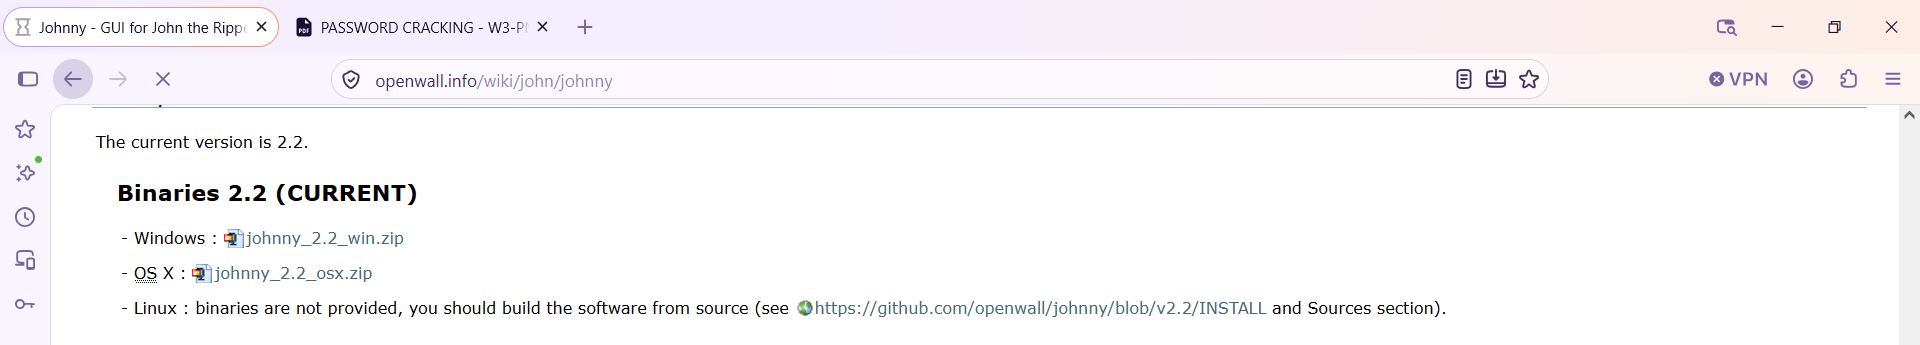 Johnny - GUI for John the Rippe
PASSWORD CRACKING - W3-P
openwall.info/wiki/john/johnny
VPN
The current version is 2.2.
Binaries 2.2 (CURRENT)
- Windows : johnny_2.2_win.zip
- OS X : johnny_2.2_osx.zip
- Linux : binaries are not provided, you should build the software from source (see https://github.com/openwall/johnny/blob/v2.2/INSTALL and Sources section).